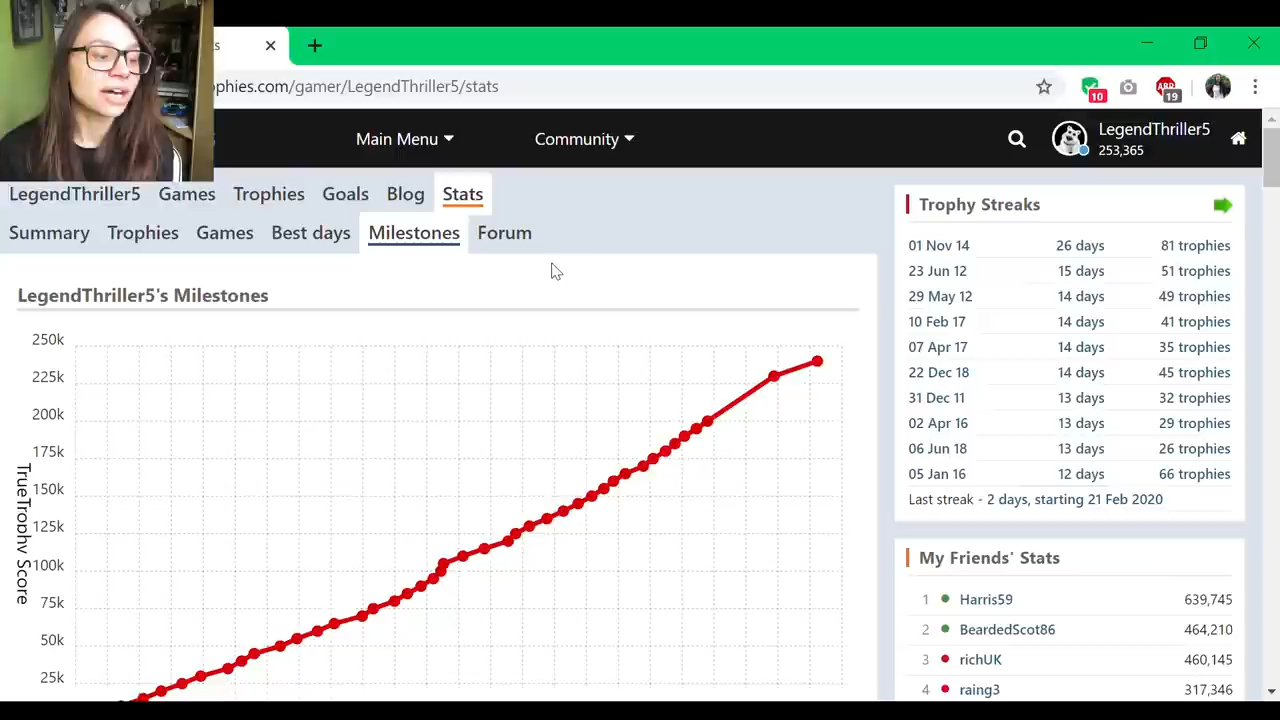 ophies.com/gamer/LegendThriller5/stats
10
ABP
19
Main Menu
Community
LegendThriller5
253,365
LegendThriller5 Games Trophies Goals Blog Stats
Summary Trophies Games Best days Milestones Forum
LegendThriller5's Milestones
250k
225k
200k
175k
150k
125k
100k
75k
50k
25k
TrueTrophy Score
Trophy Streaks
01 Nov 14 26 days 81 trophies
23 Jun 12 15 days 51 trophies
29 May 12 14 days 49 trophies
10 Feb 17 14 days 41 trophies
07 Apr 17 14 days 35 trophies
22 Dec 18 14 days 45 trophies
31 Dec 11 13 days 32 trophies
02 Apr 16 13 days 29 trophies
06 Jun 18 13 days 26 trophies
05 Jan 16 12 days 66 trophies
Last streak - 2 days, starting 21 Feb 2020
My Friends' Stats
1 Harris59 639,745
2 BeardedScot86 464,210
3 richUK 460,145
4 raing3 317,346